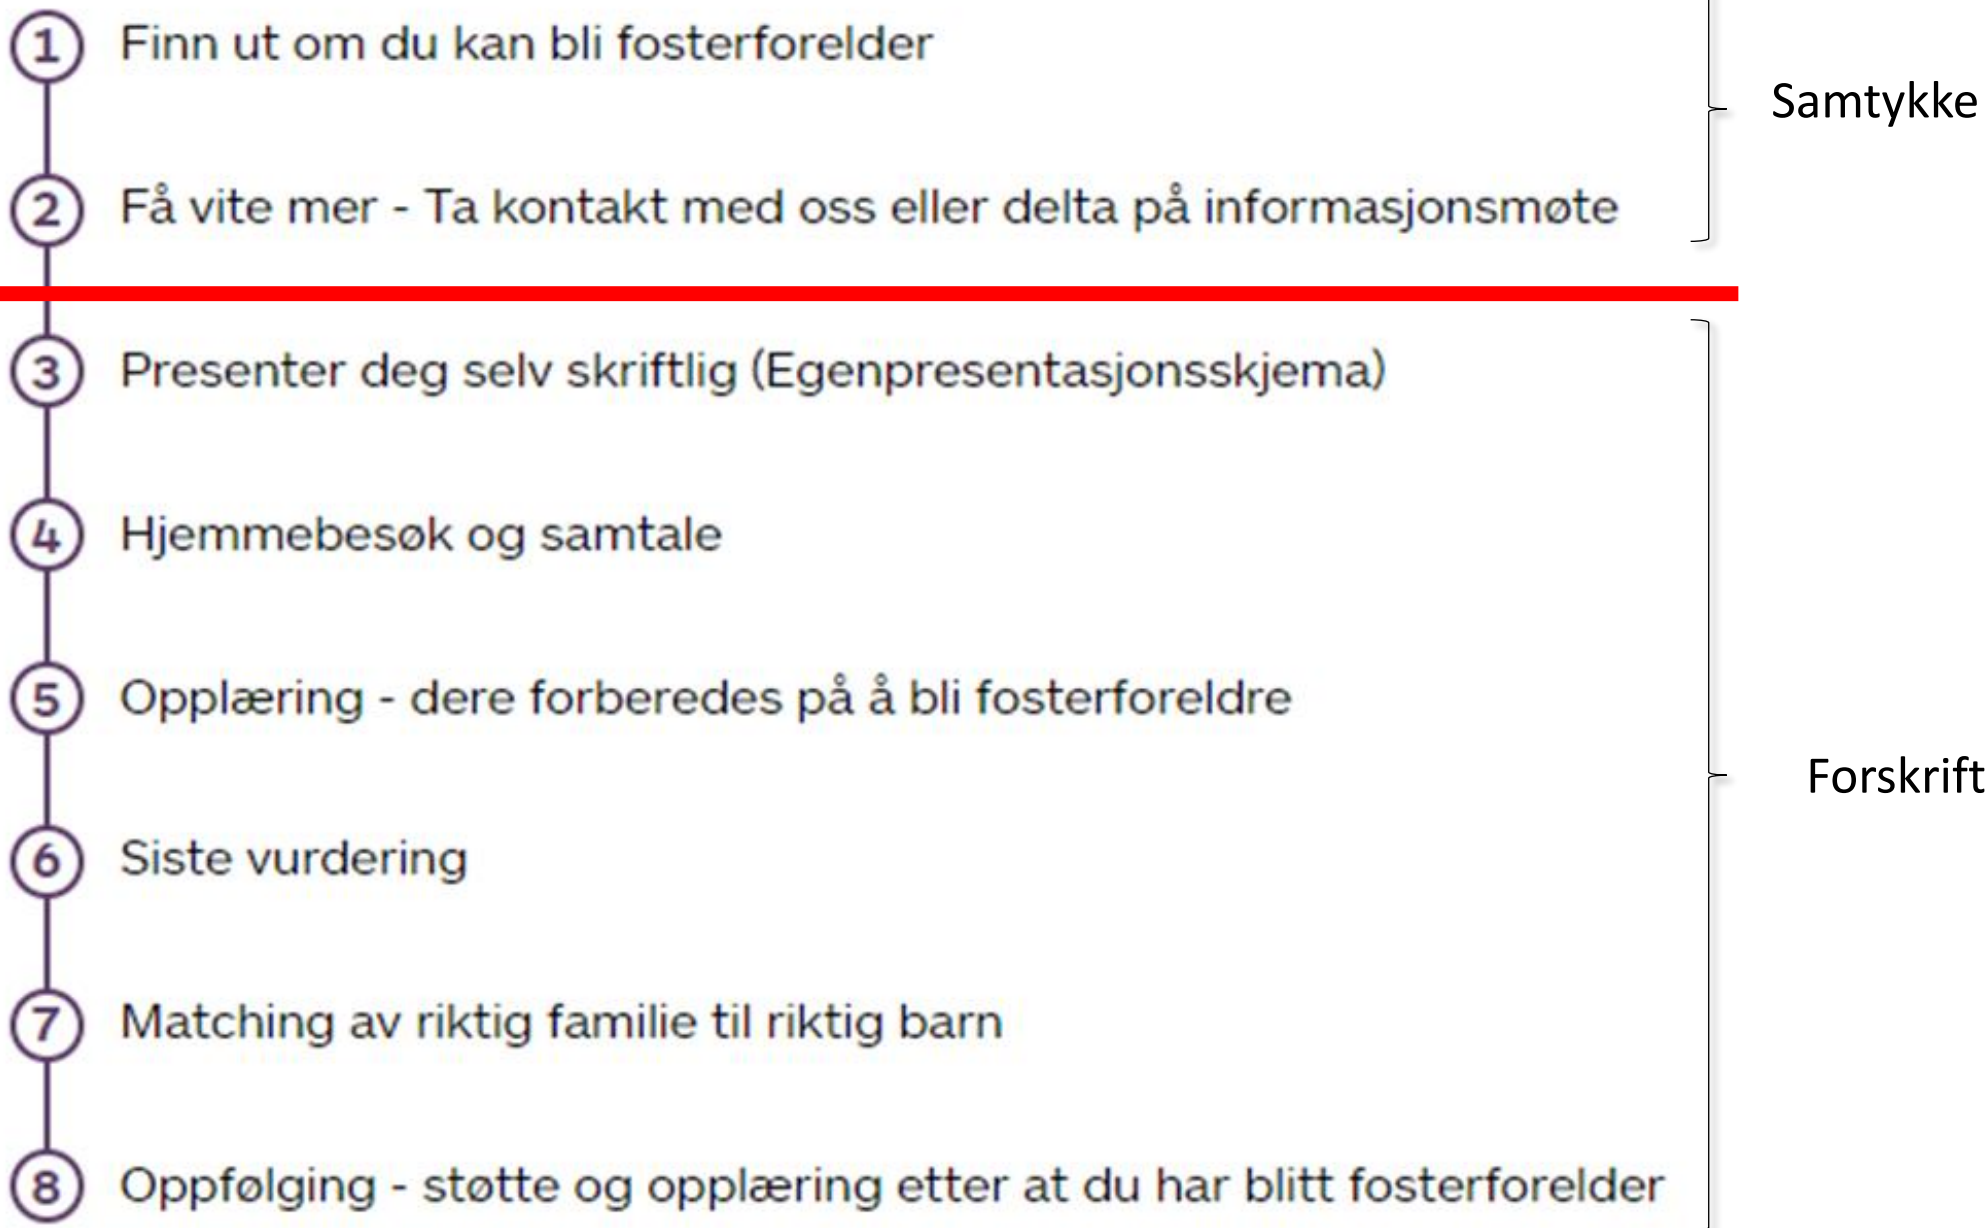 1 Finn ut om du kan bli fosterforelder
Samtykke
2 Få vite mer - Ta kontakt med oss eller delta på informasjonsmøte
3 Presenter deg selv skriftlig (Egenpresentasjonsskjema)
4 Hjemmebesøk og samtale
5 Opplæring - dere forberedes på å bli fosterforeldre
Forskrift
6 Siste vurdering
7 Matching av riktig familie til riktig barn
8 Oppfølging - støtte og opplæring etter at du har blitt fosterforelder